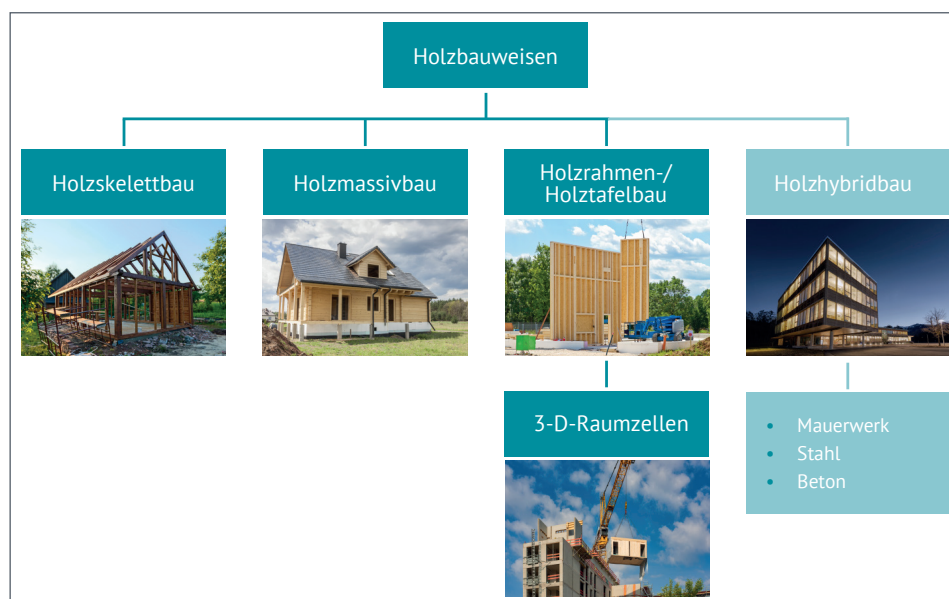 Holzbauweisen
Holzskelettbau
Holzmassivbau
Holzrahmen-/
Holztafelbau
Holzhybridbau
3-D-Raumzellen
• Mauerwerk
• Stahl
• Beton